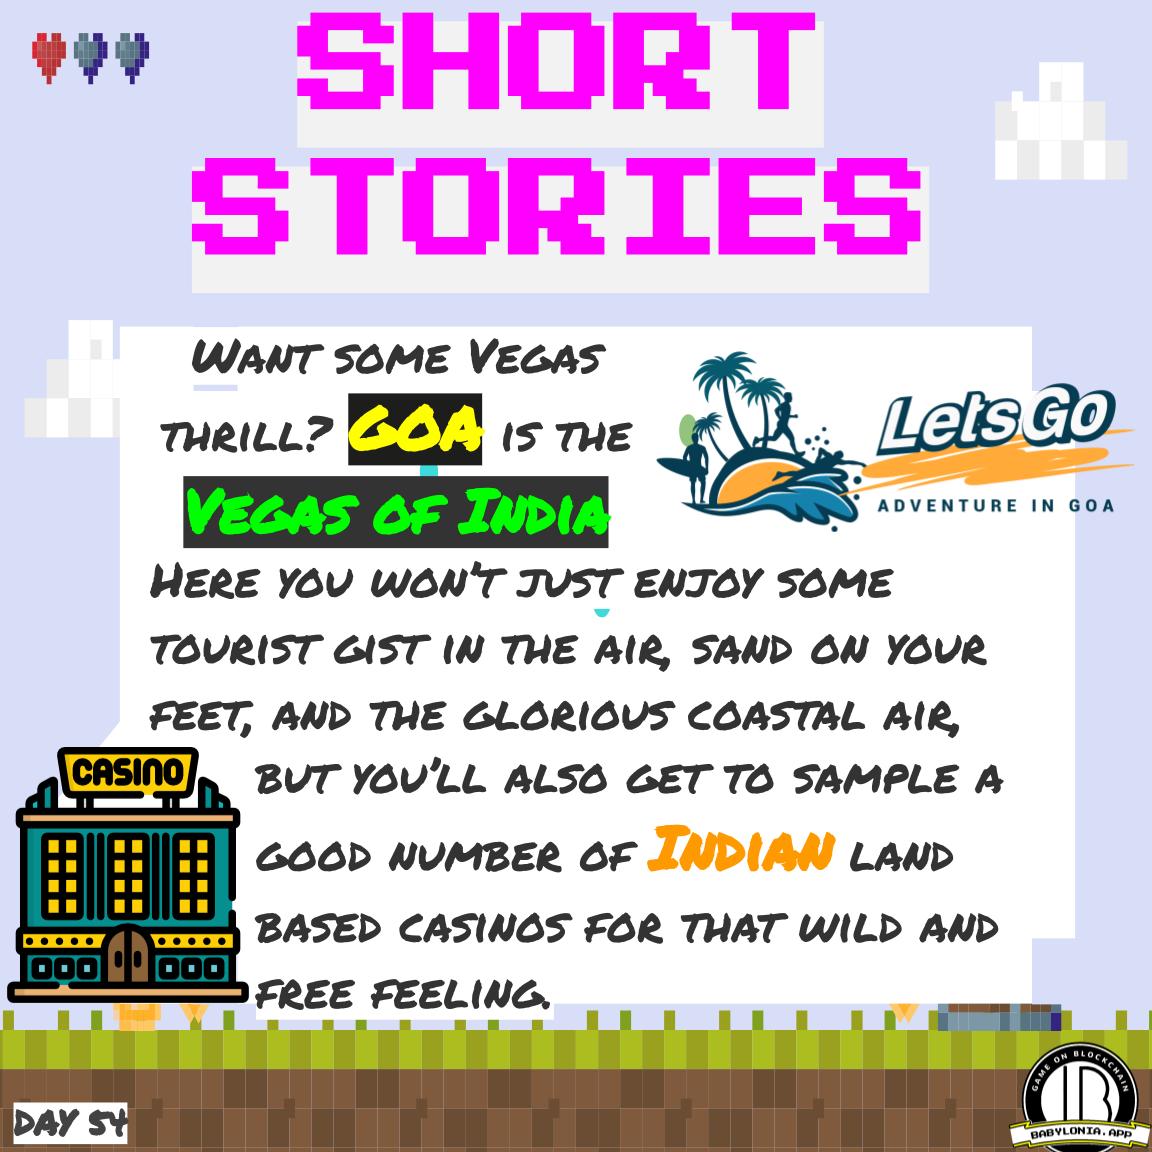 SHORT
STORIES
WANT SOME VEGAS
THRILL? GOA IS THE
VEGAS OF INDIA
LetsGo
ADVENTURE IN GOA
HERE YOU WON'T JUST ENJOY SOME
TOURIST GIST IN THE AIR, SAND ON YOUR
FEET, AND THE GLORIOUS COASTAL AIR,
BUT YOU'LL ALSO GET TO SAMPLE A
GOOD NUMBER OF INDIAN LAND
BASED CASINOS FOR THAT WILD AND
FREE FEELING.
CASINO
DAY 54
GAME ON BLOCKCHAIN
B
BABYLONIA.APP